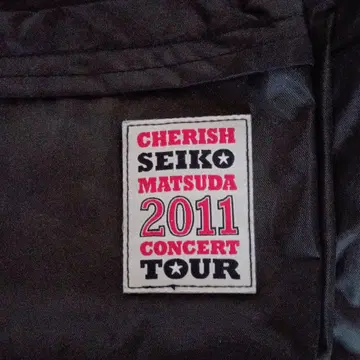 CHERISH
SEIKO
MATSUDA
2011
CONCERT
TOUR